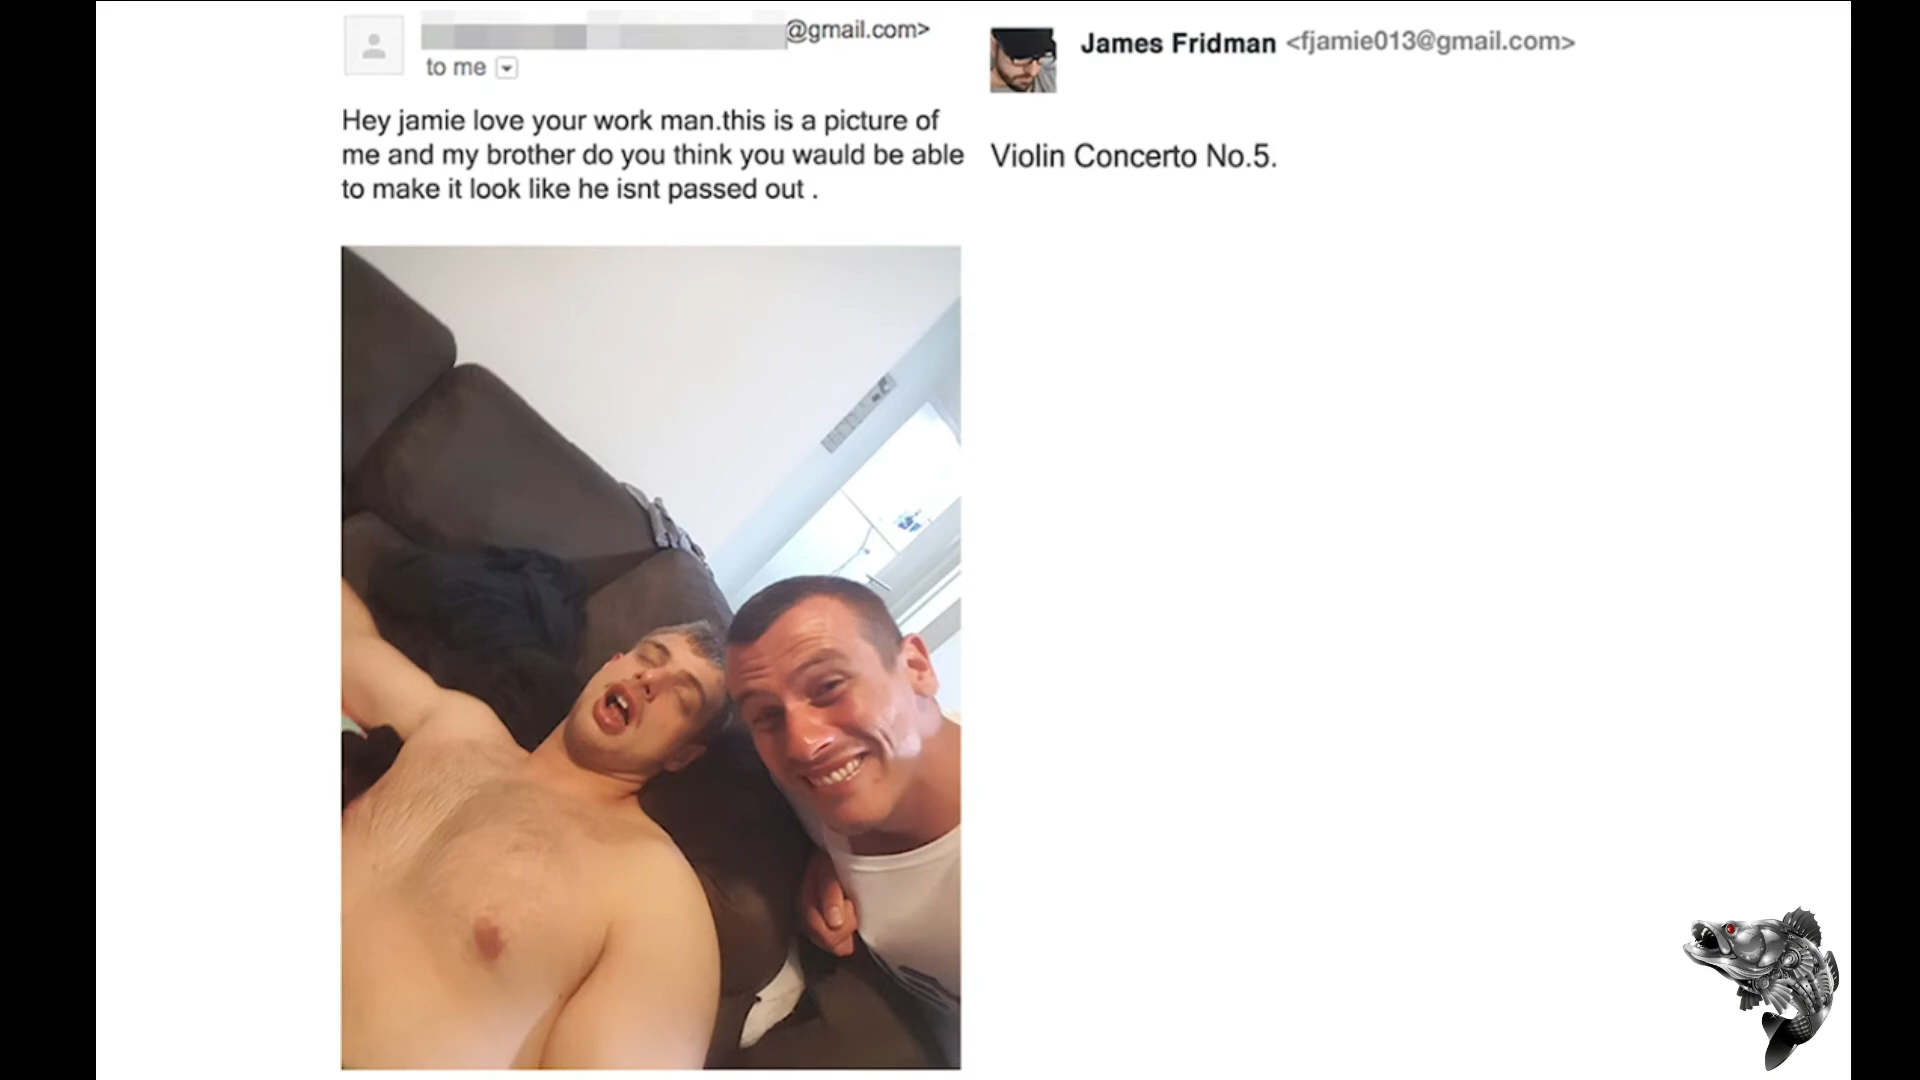 @gmail.com>
to me
Hey jamie love your work man.this is a picture of
me and my brother do you think you wauld be able
to make it look like he isnt passed out .
James Fridman <fjamie013@gmail.com>
Violin Concerto No.5.